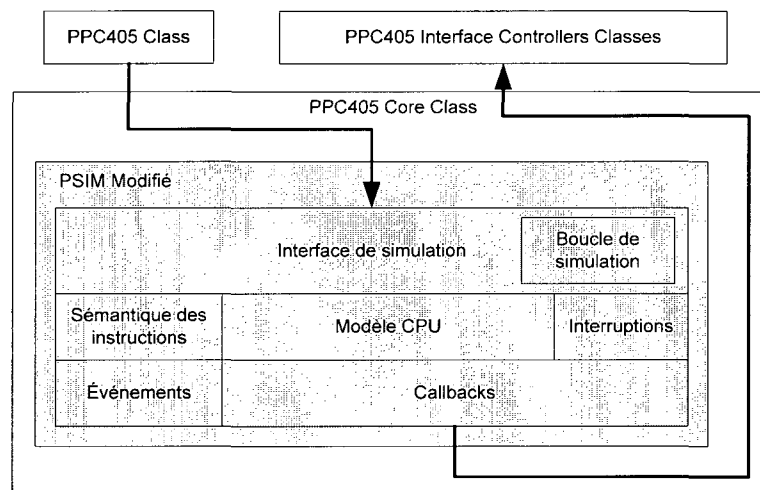 PPC405 Class
PPC405 Interface Controllers Classes
PPC405 Core Class
PSIM Modifié
Interface de simulation
Boucle de
simulation
Sémantique des
instructions
Modèle CPU
Interruptions
Événements
Callbacks